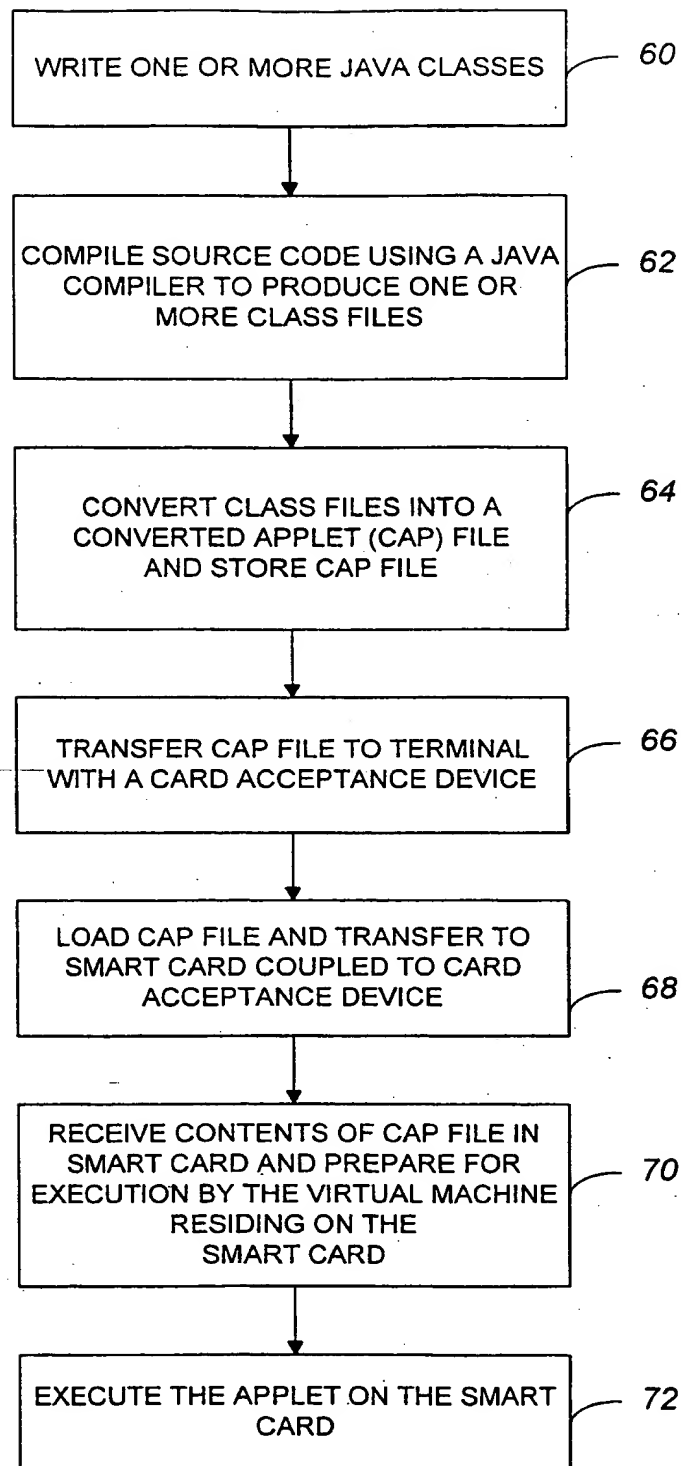 WRITE ONE OR MORE JAVA CLASSES
60
COMPILE SOURCE CODE USING A JAVA
COMPILER TO PRODUCE ONE OR
MORE CLASS FILES
62
CONVERT CLASS FILES INTO A
CONVERTED APPLET (CAP) FILE
AND STORE CAP FILE
64
TRANSFER CAP FILE TO TERMINAL
WITH A CARD ACCEPTANCE DEVICE
66
LOAD CAP FILE AND TRANSFER TO
SMART CARD COUPLED TO CARD
ACCEPTANCE DEVICE
68
RECEIVE CONTENTS OF CAP FILE IN
SMART CARD AND PREPARE FOR
EXECUTION BY THE VIRTUAL MACHINE
RESIDING ON THE
SMART CARD
70
EXECUTE THE APPLET ON THE SMART
CARD
72